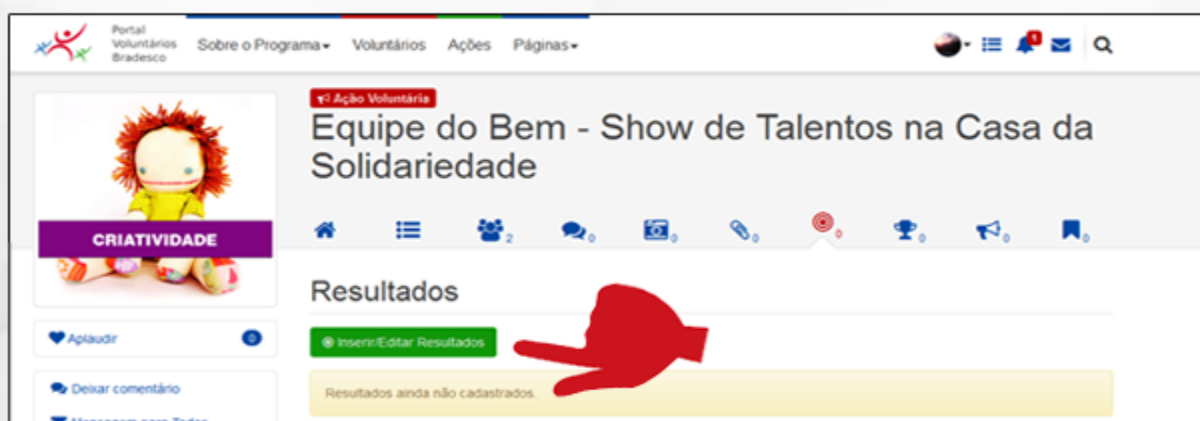 Portal
Voluntários
Bradesco
Sobre o Programa
Voluntários
Ações
Páginas
1
Ação Voluntária
Equipe do Bem - Show de Talentos na Casa da
Solidariedade
CRIATIVIDADE
2
0
0
0
0
0
0
0
Resultados
Aplaudir
0
Inserir/Editar Resultados
Deixar comentário
Resultados ainda não cadastrados.